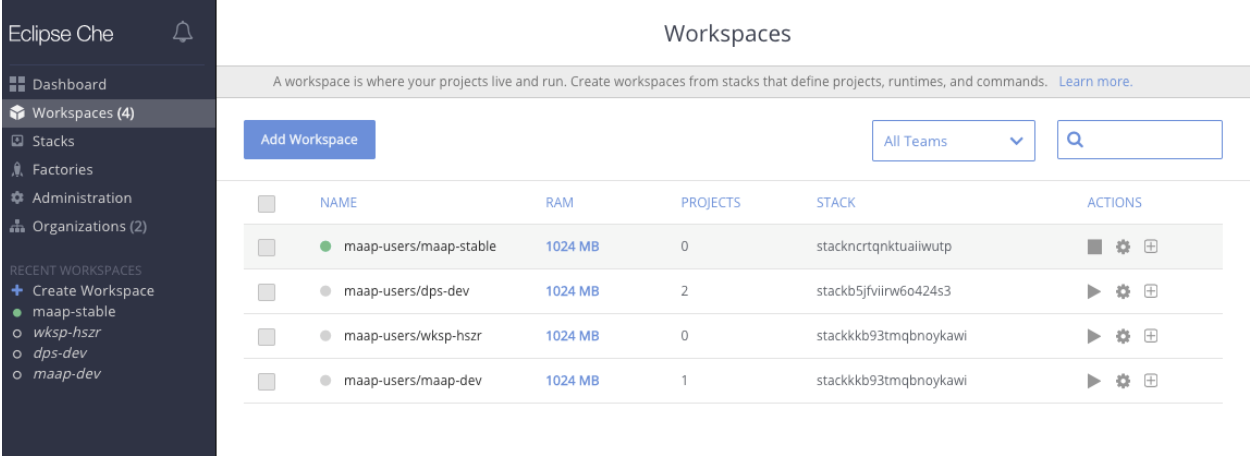 Eclipse Che
Dashboard
Workspaces (4)
Stacks
Factories
Administration
Organizations (2)
RECENT WORKSPACES
Create Workspace
maap-stable
wksp-hszr
dps-dev
maap-dev
Workspaces
A workspace is where your projects live and run. Create workspaces from stacks that define projects, runtimes, and commands. Learn more.
Add Workspace
All Teams
NAME RAM PROJECTS STACK ACTIONS
maap-users/maap-stable 1024 MB 0 stackncrtqnktuaiiwutp
maap-users/dps-dev 1024 MB 2 stackb5jfviirw6o424s3
maap-users/wksp-hszr 1024 MB 0 stackkkb93tmqbnoykawi
maap-users/maap-dev 1024 MB 1 stackkkb93tmqbnoykawi